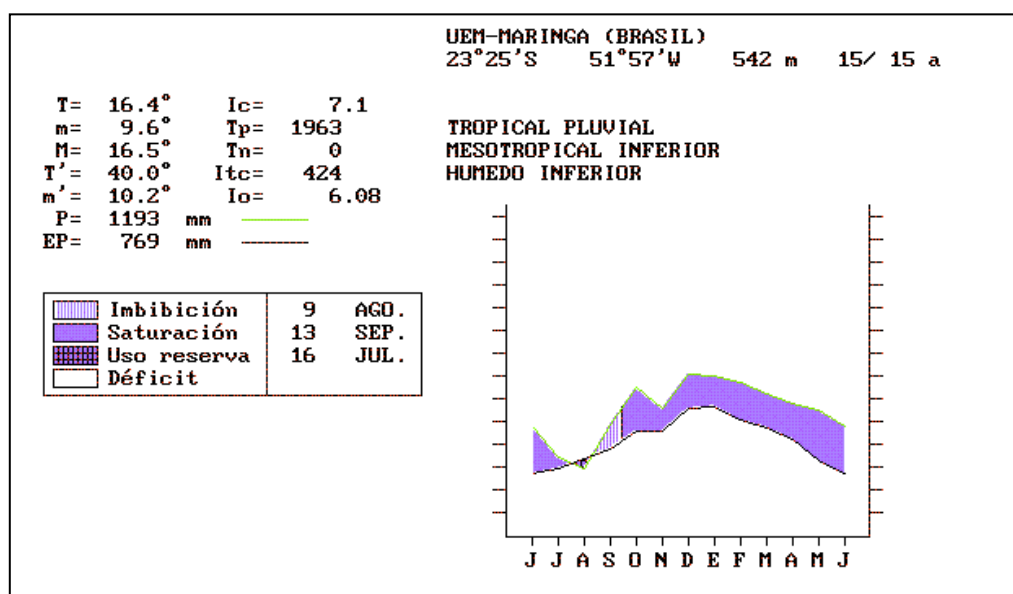 UEM-MARINGA (BRASIL)
23°25'S 51°57'W 542 m 15/ 15 a
T= 16.4° Ic= 7.1
m= 9.6° Tp= 1963
M= 16.5° Tn= 0
T'= 40.0° Itc= 424
m'= 10.2° Io= 6.08
P= 1193 mm
EP= 769 mm
TROPICAL PLUVIAL
MESOTROPICAL INFERIOR
HUMEDO INFERIOR
Imbibición 9 AGO.
Saturación 13 SEP.
Uso reserva 16 JUL.
Déficit
J J A S O N D E F M A M J